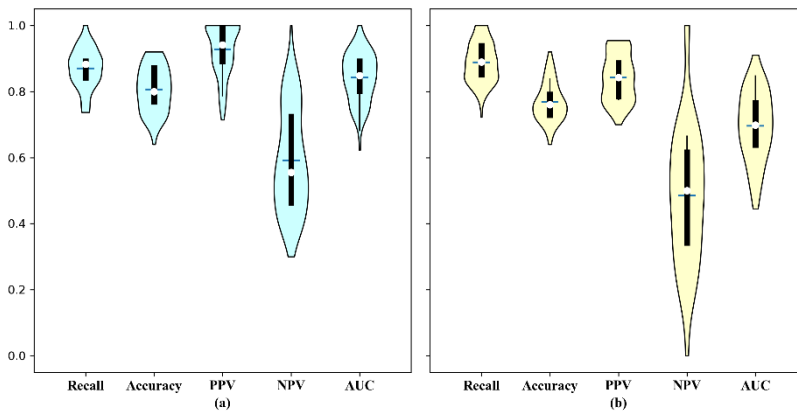 1.0
0.8
0.6
0.4
0.2
0.0
Recall Accuracy PPV NPV AUC
(a)
Recall Accuracy PPV NPV AUC
(b)